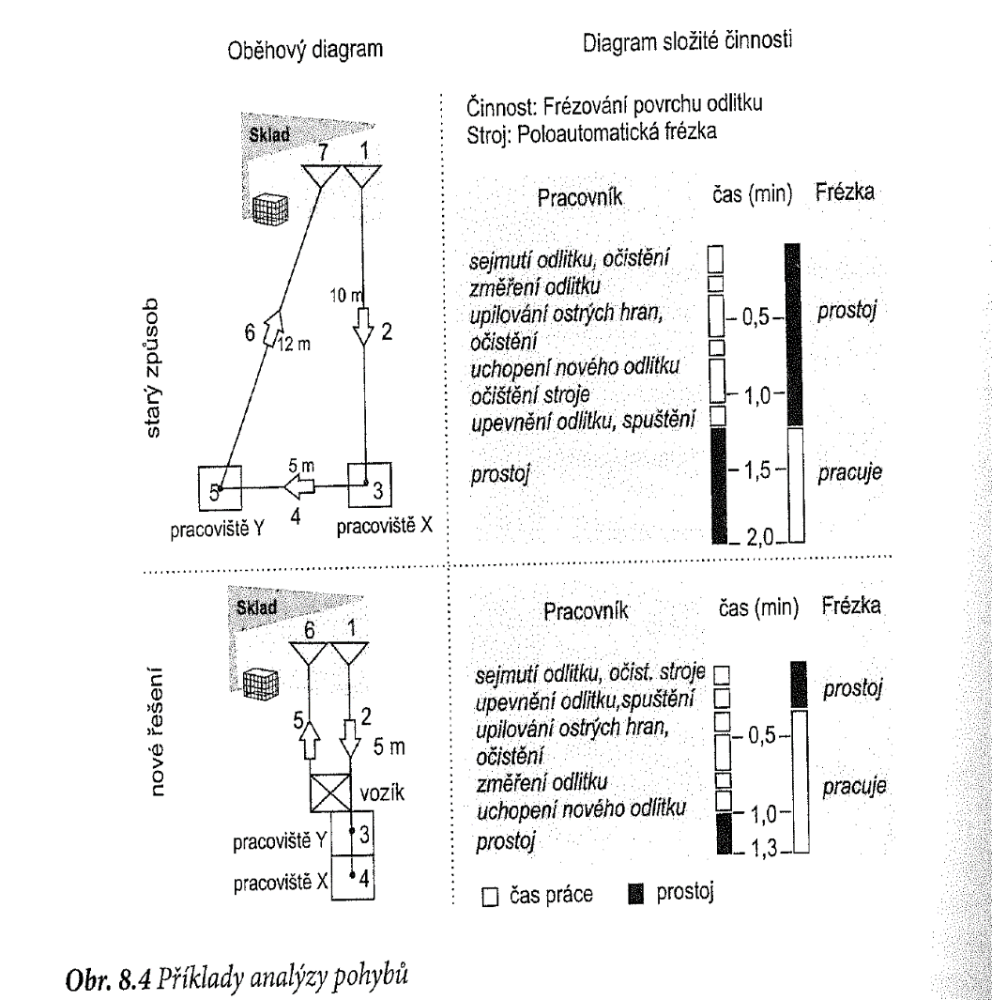 Oběhový diagram
Diagram složité činnosti
starý způsob
Sklad
7 1
10 m
6
12 m
2
5 m
5
3
4
pracoviště Y
pracoviště X
Činnost: Frézování povrchu odlitku
Stroj: Poloautomatická frézka
Pracovník čas (min) Frézka
sejmutí odlitku, očistění
změření odlitku
upilování ostrých hran,
0,5
prostoj
očistění
uchopení nového odlitku
očištění stroje
1,0
upevnění odlitku, spuštění
prostoj
1,5
pracuje
2,0
nové řešení
Sklad
6 1
5
2
5 m
vozík
pracoviště Y
3
pracoviště X
4
Pracovník čas (min) Frézka
sejmutí odlitku, očist. stroje
prostoj
upevnění odlitku,spuštění
upilování ostrých hran,
0,5
očistění
změření odlitku
pracuje
uchopení nového odlitku
1,0
prostoj
1,3
čas práce prostoj
Obr. 8.4 Příklady analýzy pohybů